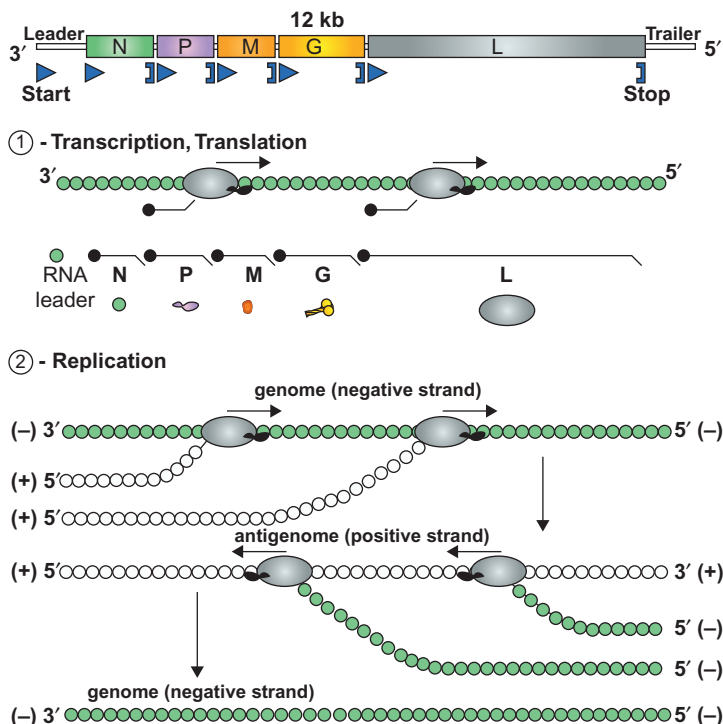 12 kb
Leader N P M G L Trailer
3′ 5′
Start Stop
1 - Transcription, Translation
3′ 5′
RNA leader N P M G L
2 - Replication
genome (negative strand)
(–) 3′ 5′ (–)
(+) 5′
(+) 5′
antigenome (positive strand)
(+) 5′ 3′ (+)
5′ (–)
5′ (–)
genome (negative strand)
(–) 3′ 5′ (–)